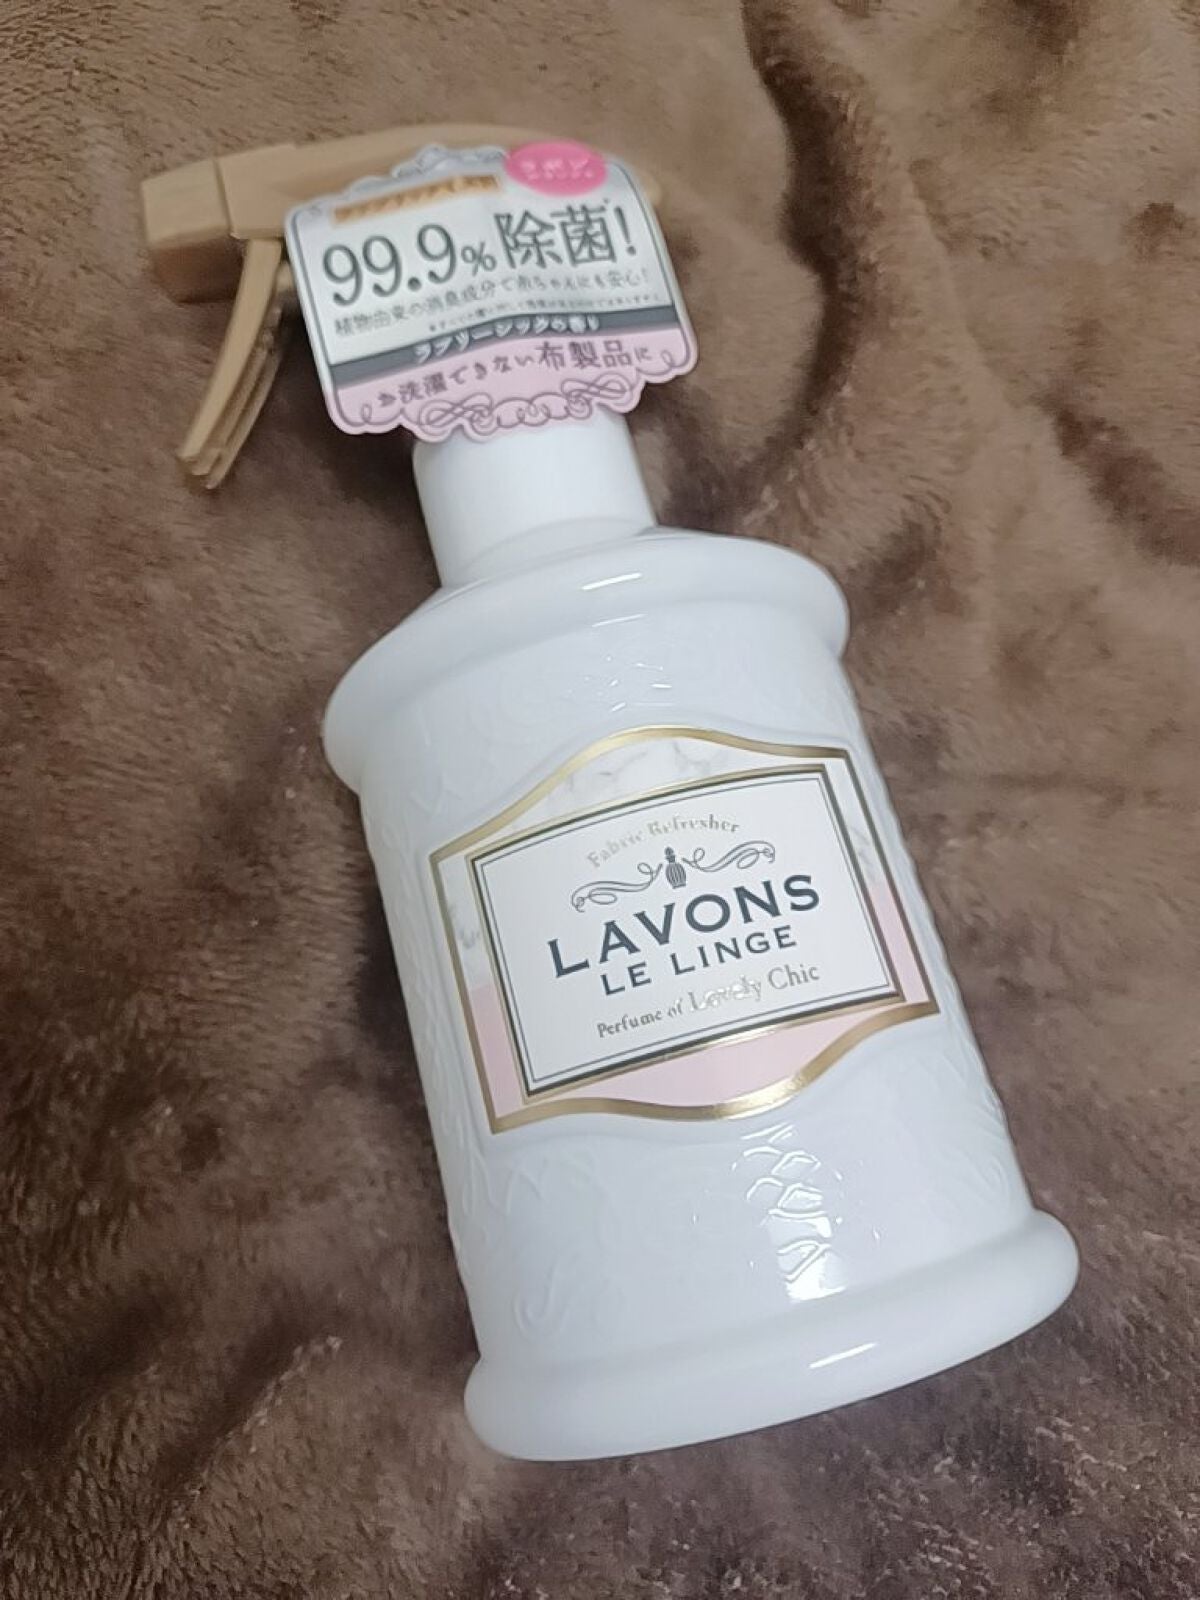 99.9%除菌!
植物由来の消臭成分で赤ちゃんにも安心!
ラブリーシックの香り
お洗濯できない布製品に
Fabric Refresher
LAVONS
LE LINGE
Perfume of Lovely Chic